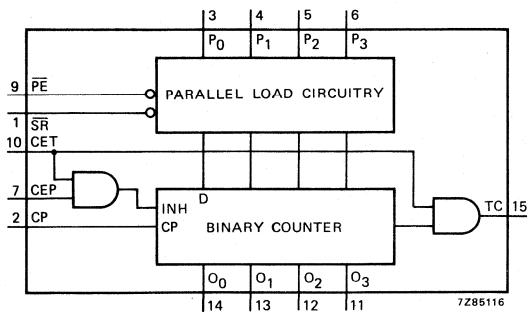 3 4 5 6
P0 P1 P2 P3
9 PE
PARALLEL LOAD CIRCUITRY
1 SR
10 CET
7 CEP
D
INH
2 CP
CP
BINARY COUNTER
TC 15
O0 O1 O2 O3
14 13 12 11
7Z85116